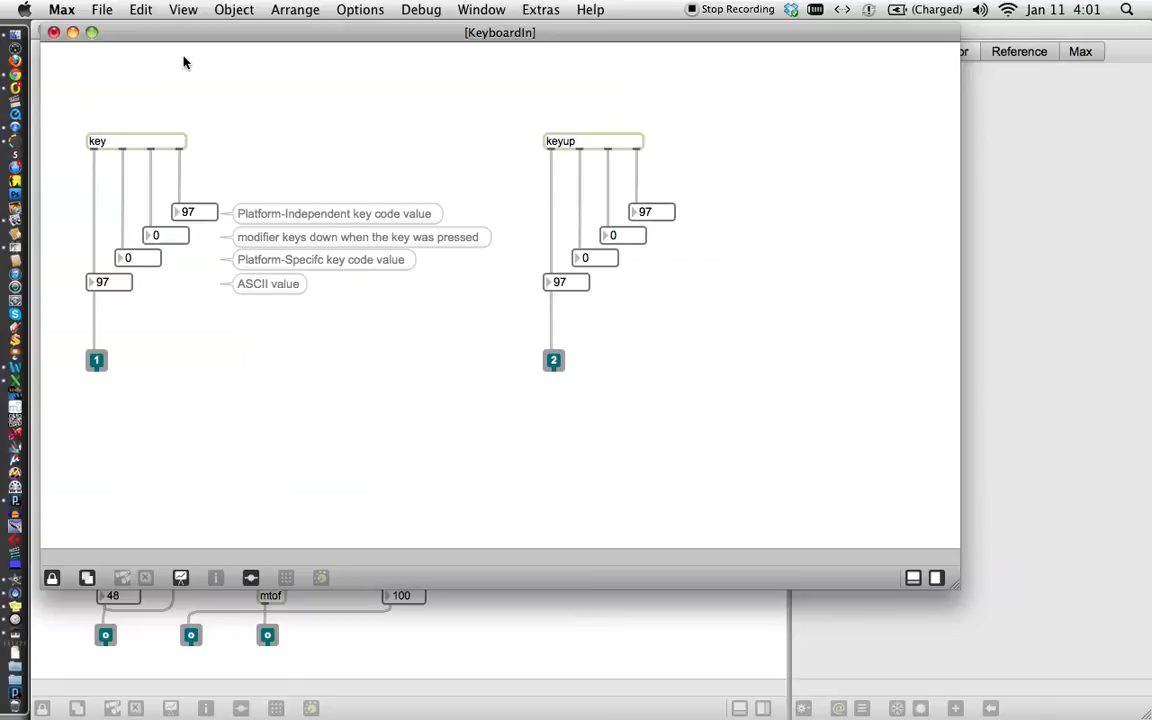 Max File Edit View Object Arrange Options Debug Window Extras Help Stop Recording (Charged) Jan 11 4:01
[KeyboardIn]
Reference Max
key keyup
97 Platform-Independent key code value 97
0 modifier keys down when the key was pressed 0
0 Platform-Specifc key code value 0
97 ASCII value 97
1 2
48 mtof 100